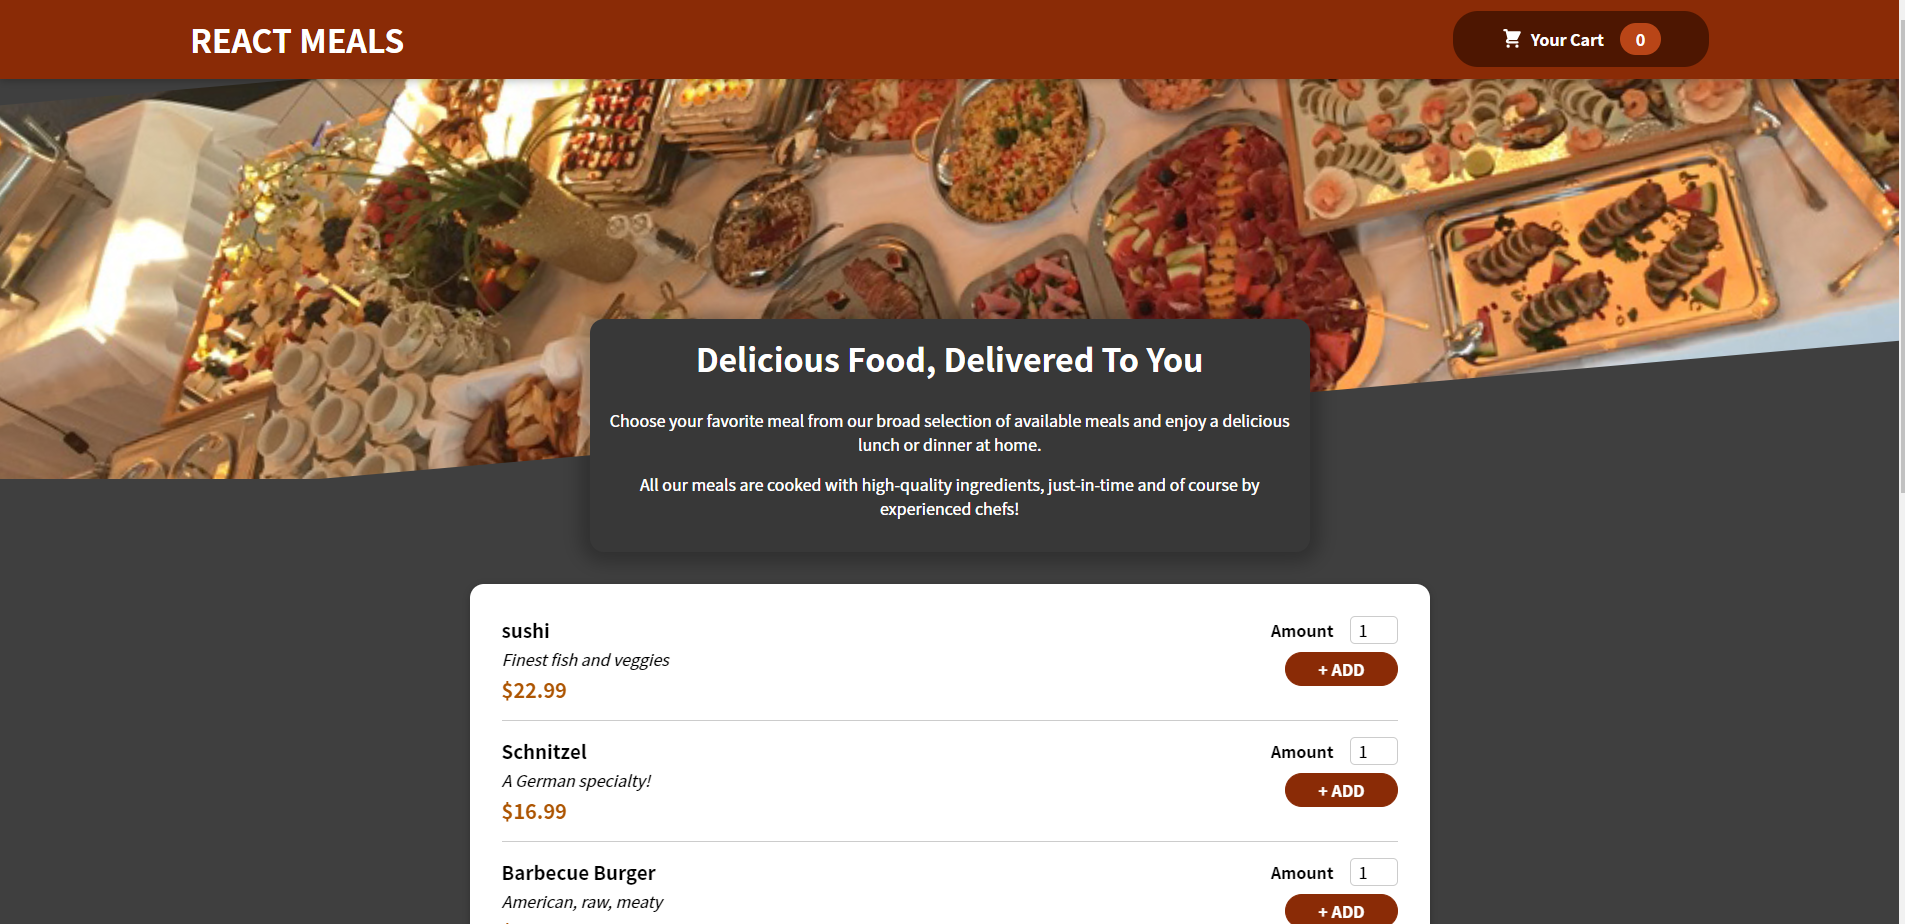 REACT MEALS
Your Cart 0
Delicious Food, Delivered To You
Choose your favorite meal from our broad selection of available meals and enjoy a delicious
lunch or dinner at home.
All our meals are cooked with high-quality ingredients, just-in-time and of course by
experienced chefs!
sushi
Amount 1
Finest fish and veggies
+ ADD
$22.99
Schnitzel
Amount 1
A German specialty!
+ ADD
$16.99
Barbecue Burger
Amount 1
American, raw, meaty
+ ADD